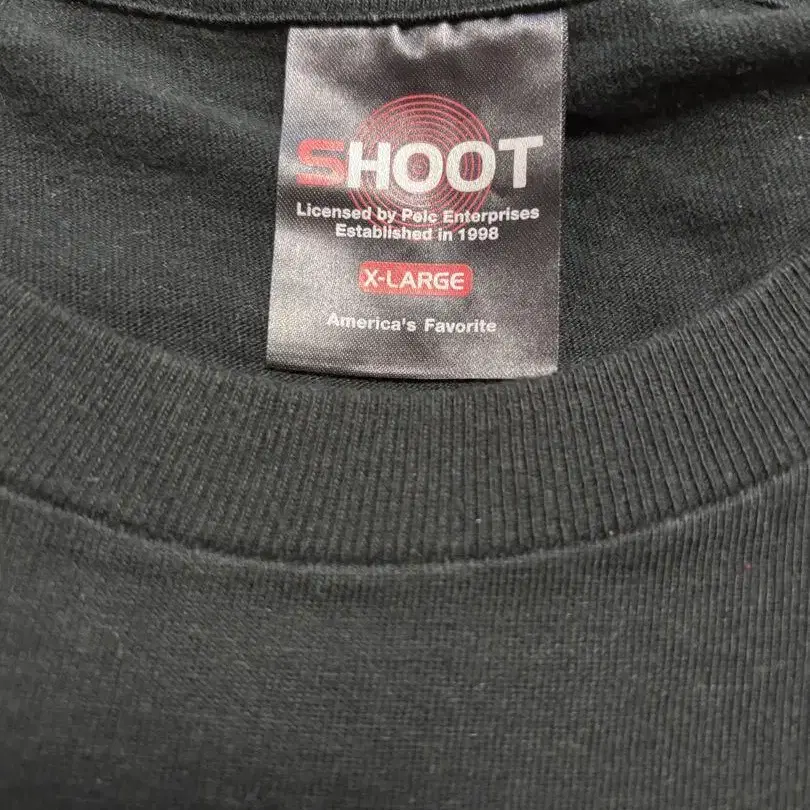 SHOOT
Licensed by Pelc Enterprises
Established in 1998
X-LARGE
America's Favorite